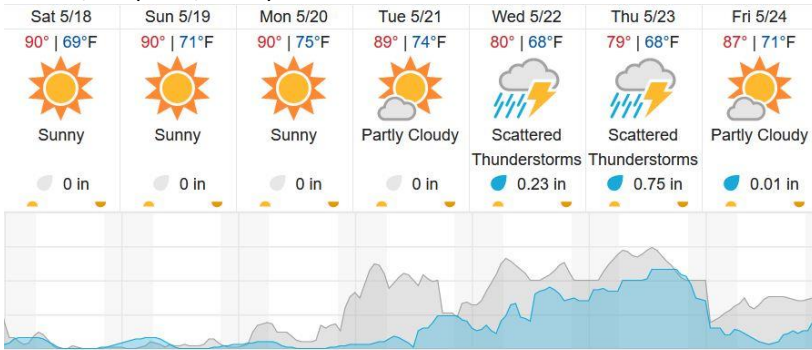 Sat 5/18 Sun 5/19 Mon 5/20 Tue 5/21 Wed 5/22 Thu 5/23 Fri 5/24
90° | 69°F 90° | 71°F 90° | 75°F 89° | 74°F 80° | 68°F 79° | 68°F 87° | 71°F
Sunny Sunny Sunny Partly Cloudy Scattered Scattered Partly Cloudy
Thunderstorms Thunderstorms
0 in 0 in 0 in 0 in 0.23 in 0.75 in 0.01 in